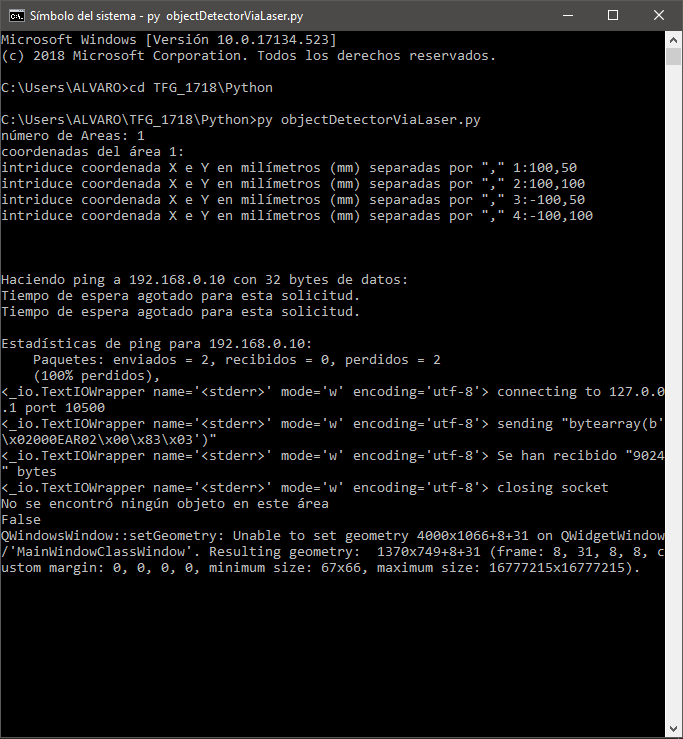 Símbolo del sistema - py  objectDetectorViaLaser.py
Microsoft Windows [Versión 10.0.17134.523]
(c) 2018 Microsoft Corporation. Todos los derechos reservados.
C:\Users\ALVARO>cd TFG_1718\Python
C:\Users\ALVARO\TFG_1718\Python>py objectDetectorViaLaser.py
número de Areas: 1
coordenadas del área 1:
intriduce coordenada X e Y en milímetros (mm) separadas por "," 1:100,50
intriduce coordenada X e Y en milímetros (mm) separadas por "," 2:100,100
intriduce coordenada X e Y en milímetros (mm) separadas por "," 3:-100,50
intriduce coordenada X e Y en milímetros (mm) separadas por "," 4:-100,100
Haciendo ping a 192.168.0.10 con 32 bytes de datos:
Tiempo de espera agotado para esta solicitud.
Tiempo de espera agotado para esta solicitud.
Estadísticas de ping para 192.168.0.10:
    Paquetes: enviados = 2, recibidos = 0, perdidos = 2
    (100% perdidos),
<_io.TextIOWrapper name='<stderr>' mode='w' encoding='utf-8'> connecting to 127.0.0
.1 port 10500
<_io.TextIOWrapper name='<stderr>' mode='w' encoding='utf-8'> sending "bytearray(b'
\x02000EAR02\x00\x83\x03')"
<_io.TextIOWrapper name='<stderr>' mode='w' encoding='utf-8'> Se han recibido "9024
" bytes
<_io.TextIOWrapper name='<stderr>' mode='w' encoding='utf-8'> closing socket
No se encontró ningún objeto en este área
False
QWindowsWindow::setGeometry: Unable to set geometry 4000x1066+8+31 on QWidgetWindow
/'MainWindowClassWindow'. Resulting geometry:  1370x749+8+31 (frame: 8, 31, 8, 8, c
ustom margin: 0, 0, 0, 0, minimum size: 67x66, maximum size: 16777215x16777215).